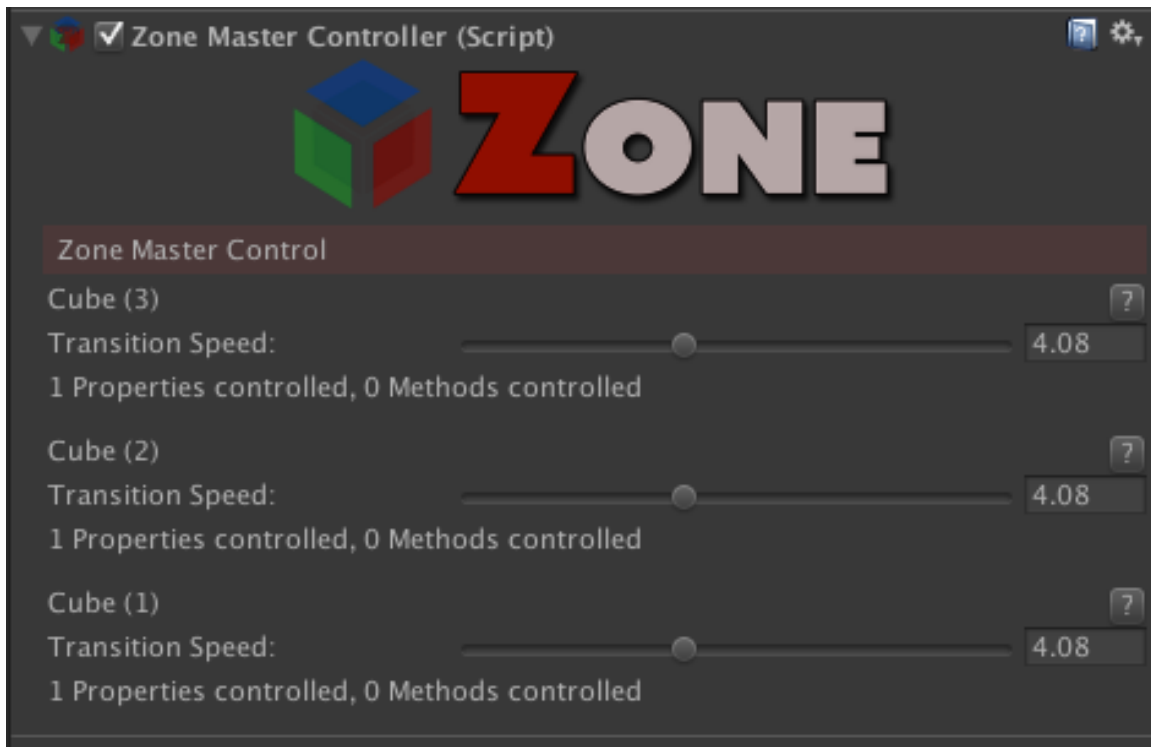 Zone Master Controller (Script)
ZONE
Zone Master Control
Cube (3)
?
Transition Speed:
4.08
1 Properties controlled, 0 Methods controlled
Cube (2)
?
Transition Speed:
4.08
1 Properties controlled, 0 Methods controlled
Cube (1)
?
Transition Speed:
4.08
1 Properties controlled, 0 Methods controlled